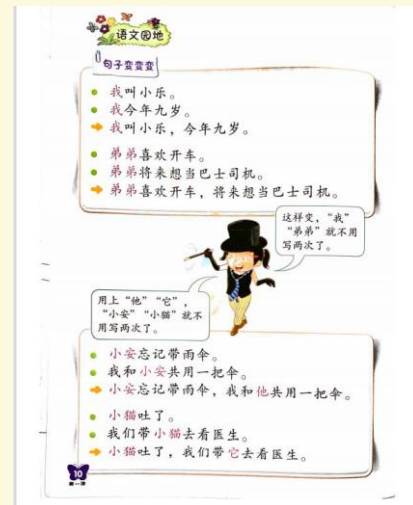 语文园地
句子变变变
我叫小乐。
我今年九岁。
我叫小乐，今年九岁。
弟弟喜欢开车。
弟弟将来想当巴士司机。
弟弟喜欢开车，将来想当巴士司机。
这样变，“我”
“弟弟”就不用
写两次了。
用上“他”“它”，
“小安”“小猫”就不
用写两次了。
小安忘记带雨伞。
我和小安共用一把伞。
小安忘记带雨伞，我和他共用一把伞。
小猫吐了。
我们带小猫去看医生。
小猫吐了，我们带它去看医生。
10
第一课